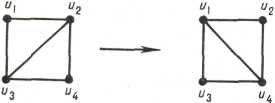 u₁ u₂ u₁ u₂
u₃ u₄ u₃ u₄